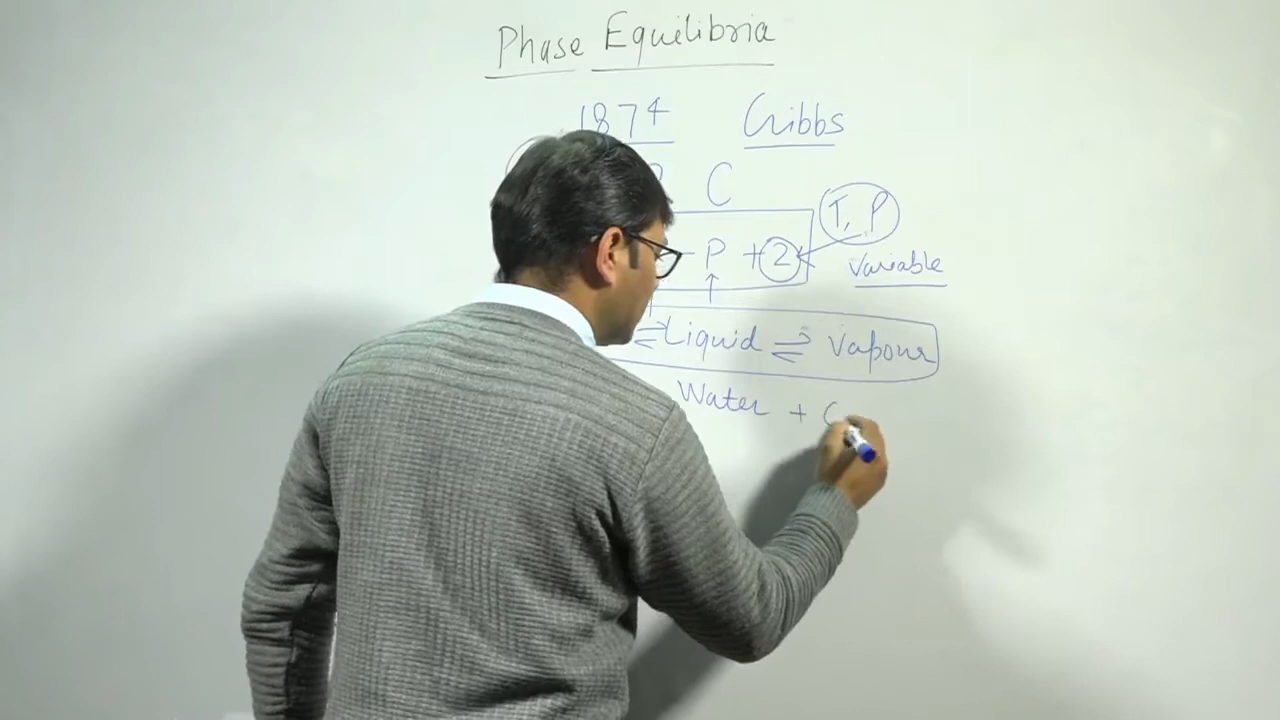 Phase Equilibria
1874 Gibbs
C
T, P
- P + 2
Variable
⇌ Liquid ⇌ Vapour
Water +